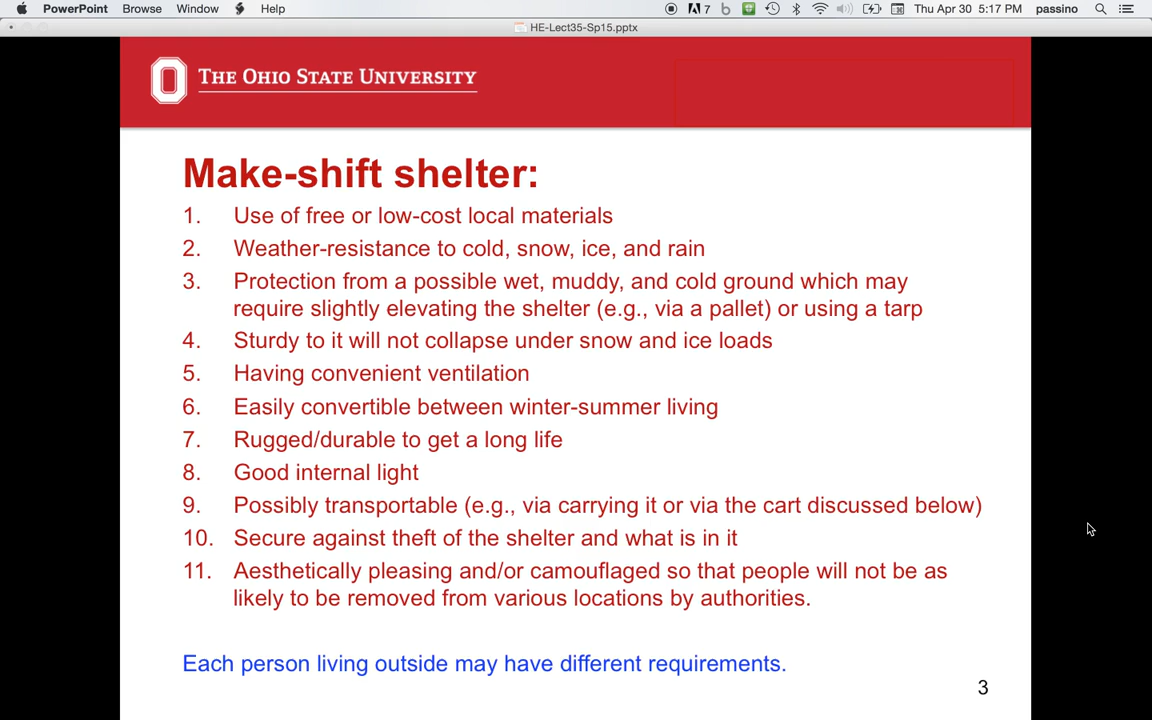 PowerPoint Browse Window Help 7 Thu Apr 30 5:17 PM passino
HE-Lect35-Sp15.pptx
THE OHIO STATE UNIVERSITY
Make-shift shelter:
1. Use of free or low-cost local materials
2. Weather-resistance to cold, snow, ice, and rain
3. Protection from a possible wet, muddy, and cold ground which may
require slightly elevating the shelter (e.g., via a pallet) or using a tarp
4. Sturdy to it will not collapse under snow and ice loads
5. Having convenient ventilation
6. Easily convertible between winter-summer living
7. Rugged/durable to get a long life
8. Good internal light
9. Possibly transportable (e.g., via carrying it or via the cart discussed below)
10. Secure against theft of the shelter and what is in it
11. Aesthetically pleasing and/or camouflaged so that people will not be as
likely to be removed from various locations by authorities.
Each person living outside may have different requirements.
3